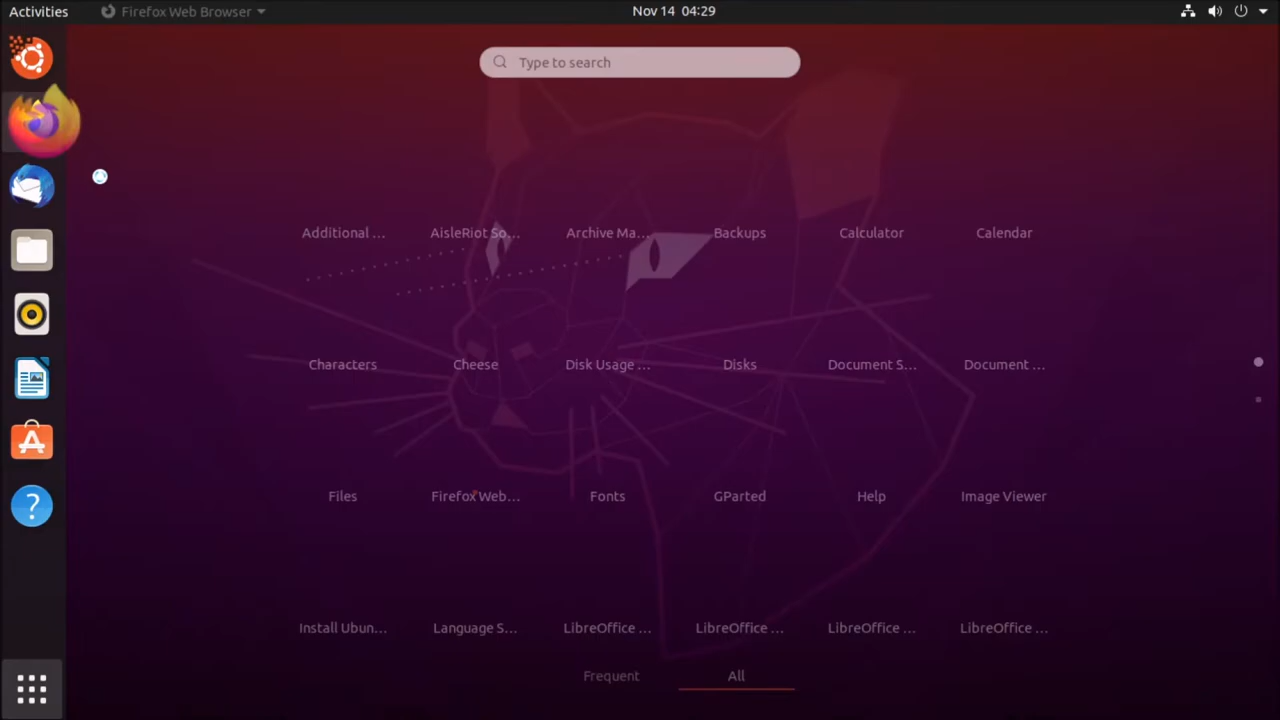 Activities Firefox Web Browser Nov 14 04:29
Type to search
Additional ... AisleRiot So... Archive Ma... Backups Calculator Calendar
Characters Cheese Disk Usage ... Disks Document S... Document ...
Files Firefox Web... Fonts GParted Help Image Viewer
Install Ubun... Language S... LibreOffice ... LibreOffice ... LibreOffice ... LibreOffice ...
Frequent All